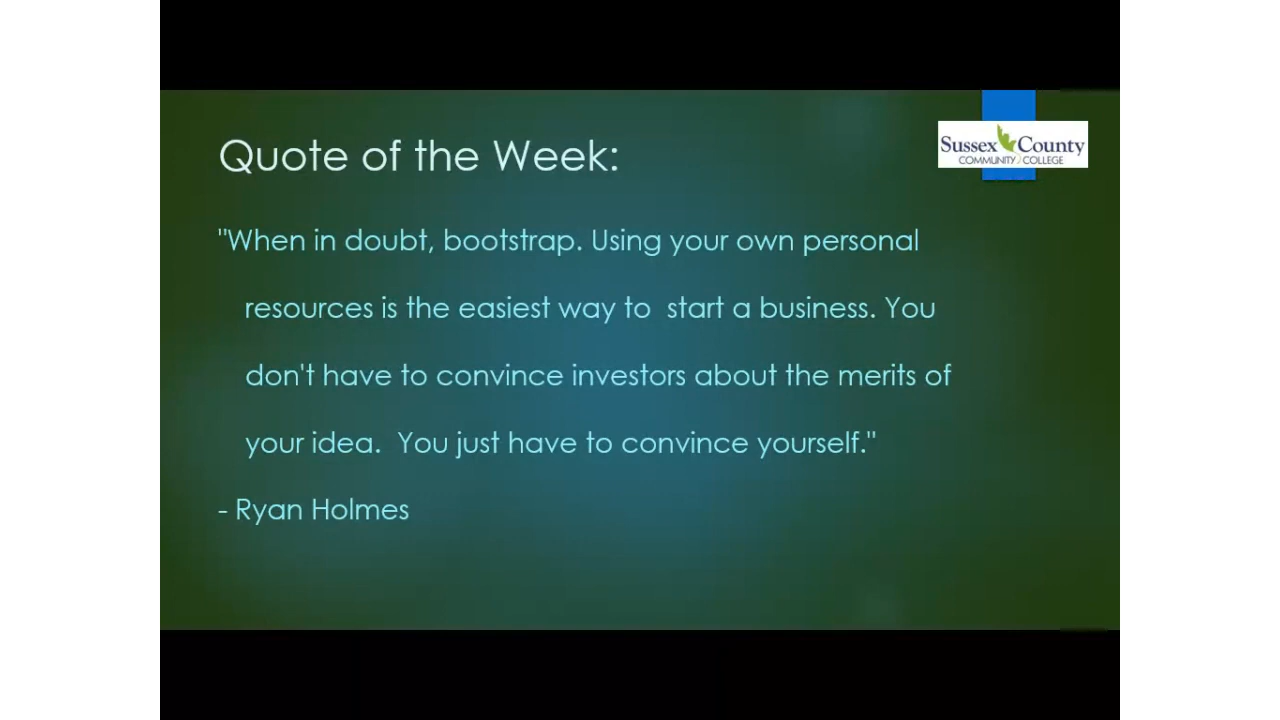 Quote of the Week:
Sussex County
COMMUNITY COLLEGE
"When in doubt, bootstrap. Using your own personal
resources is the easiest way to  start a business. You
don't have to convince investors about the merits of
your idea.  You just have to convince yourself."
- Ryan Holmes